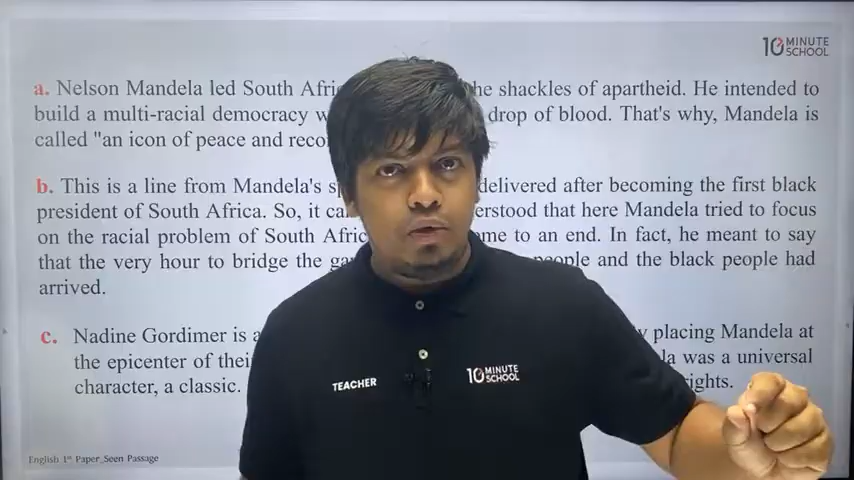 10 MINUTE SCHOOL
a. Nelson Mandela led South Afri he shackles of apartheid. He intended to
build a multi-racial democracy w drop of blood. That's why, Mandela is
called "an icon of peace and reco
b. This is a line from Mandela's s delivered after becoming the first black
president of South Africa. So, it ca erstood that here Mandela tried to focus
on the racial problem of South Afric me to an end. In fact, he meant to say
that the very hour to bridge the ga people and the black people had
arrived.
c. Nadine Gordimer is a y placing Mandela at
the epicenter of thei la was a universal
character, a classic. ights.
TEACHER
10 MINUTE SCHOOL
English 1st Paper_Seen Passage